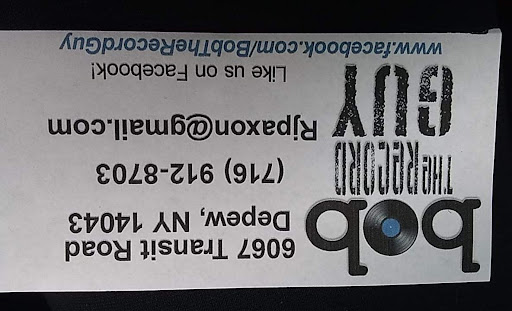 bob
THE RECORD
GUY
6067 Transit Road
Depew, NY 14043
(716) 912-8703
Rjpaxon@gmail.com
Like us on Facebook!
www.facebook.com/BobTheRecordGuy